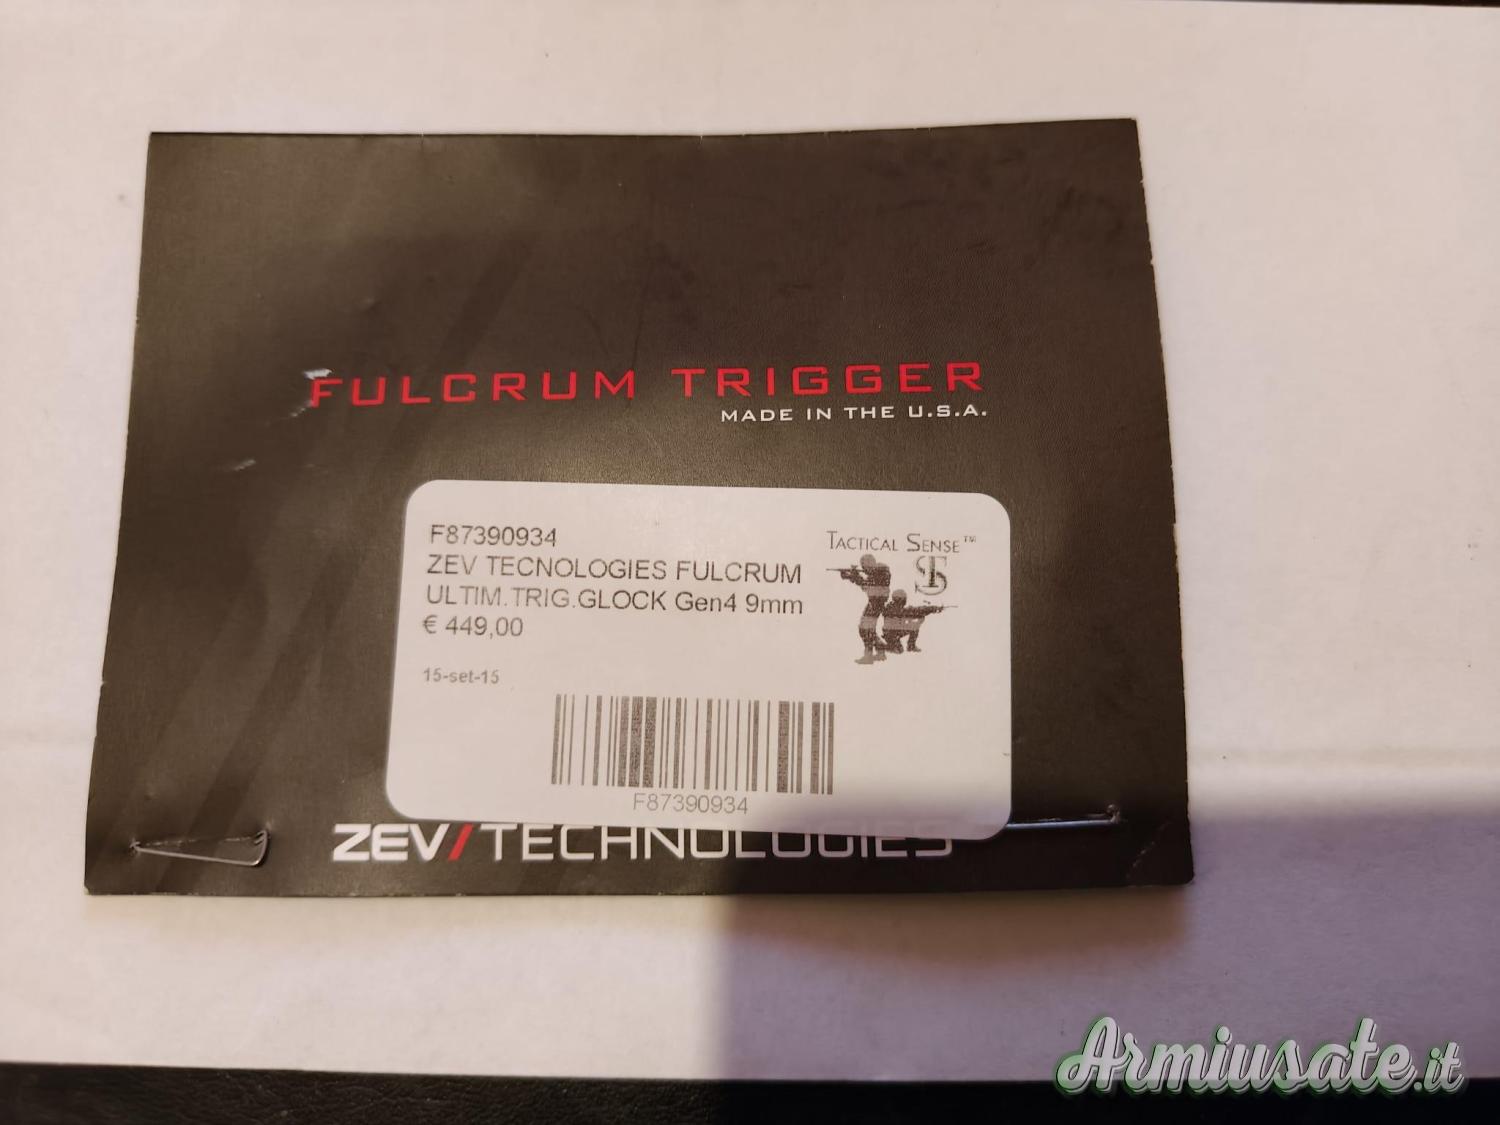 FULCRUM TRIGGER
MADE IN THE U.S.A.
F87390934
ZEV TECNOLOGIES FULCRUM
ULTIM.TRIG.GLOCK Gen4 9mm
€ 449,00
15-set-15
TACTICAL SENSE™
TS
F87390934
ZEV/TECHNOLOGIES
Armiusate.it